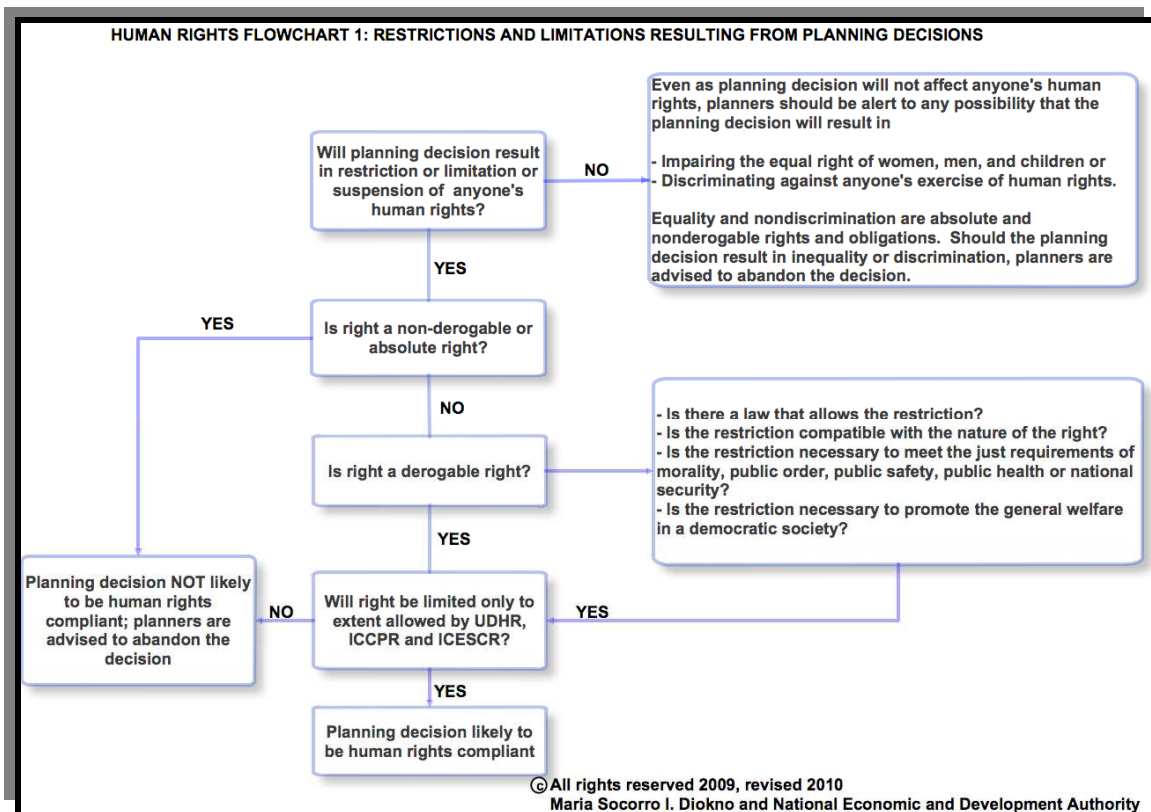 HUMAN RIGHTS FLOWCHART 1: RESTRICTIONS AND LIMITATIONS RESULTING FROM PLANNING DECISIONS
Even as planning decision will not affect anyone's human
rights, planners should be alert to any possibility that the
planning decision will result in
- Impairing the equal right of women, men, and children or
- Discriminating against anyone's exercise of human rights.
Equality and nondiscrimination are absolute and
nonderogable rights and obligations. Should the planning
decision result in inequality or discrimination, planners are
advised to abandon the decision.
Will planning decision result
in restriction or limitation or
suspension of anyone's
human rights?
NO
YES
YES
Is right a non-derogable or
absolute right?
NO
- Is there a law that allows the restriction?
- Is the restriction compatible with the nature of the right?
- Is the restriction necessary to meet the just requirements of
morality, public order, public safety, public health or national
security?
- Is the restriction necessary to promote the general welfare
in a democratic society?
Is right a derogable right?
YES
Planning decision NOT likely
to be human rights
compliant; planners are
advised to abandon the
decision
NO
Will right be limited only to
extent allowed by UDHR,
ICCPR and ICESCR?
YES
YES
Planning decision likely to
be human rights compliant
© All rights reserved 2009, revised 2010
Maria Socorro I. Diokno and National Economic and Development Authority